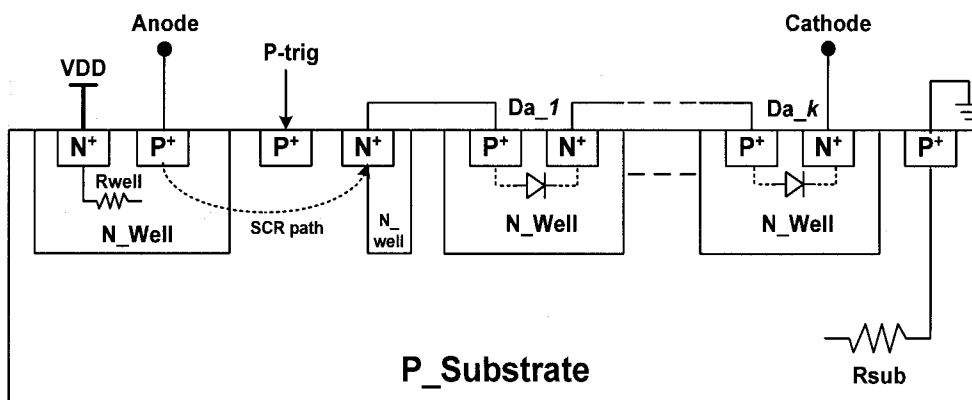 Anode
Cathode
P-trig
VDD
Da_1
Da_k
N+
P+
P+
N+
P+
N+
P+
N+
P+
Rwell
SCR path
N_Well
N_
well
N_Well
N_Well
P_Substrate
Rsub